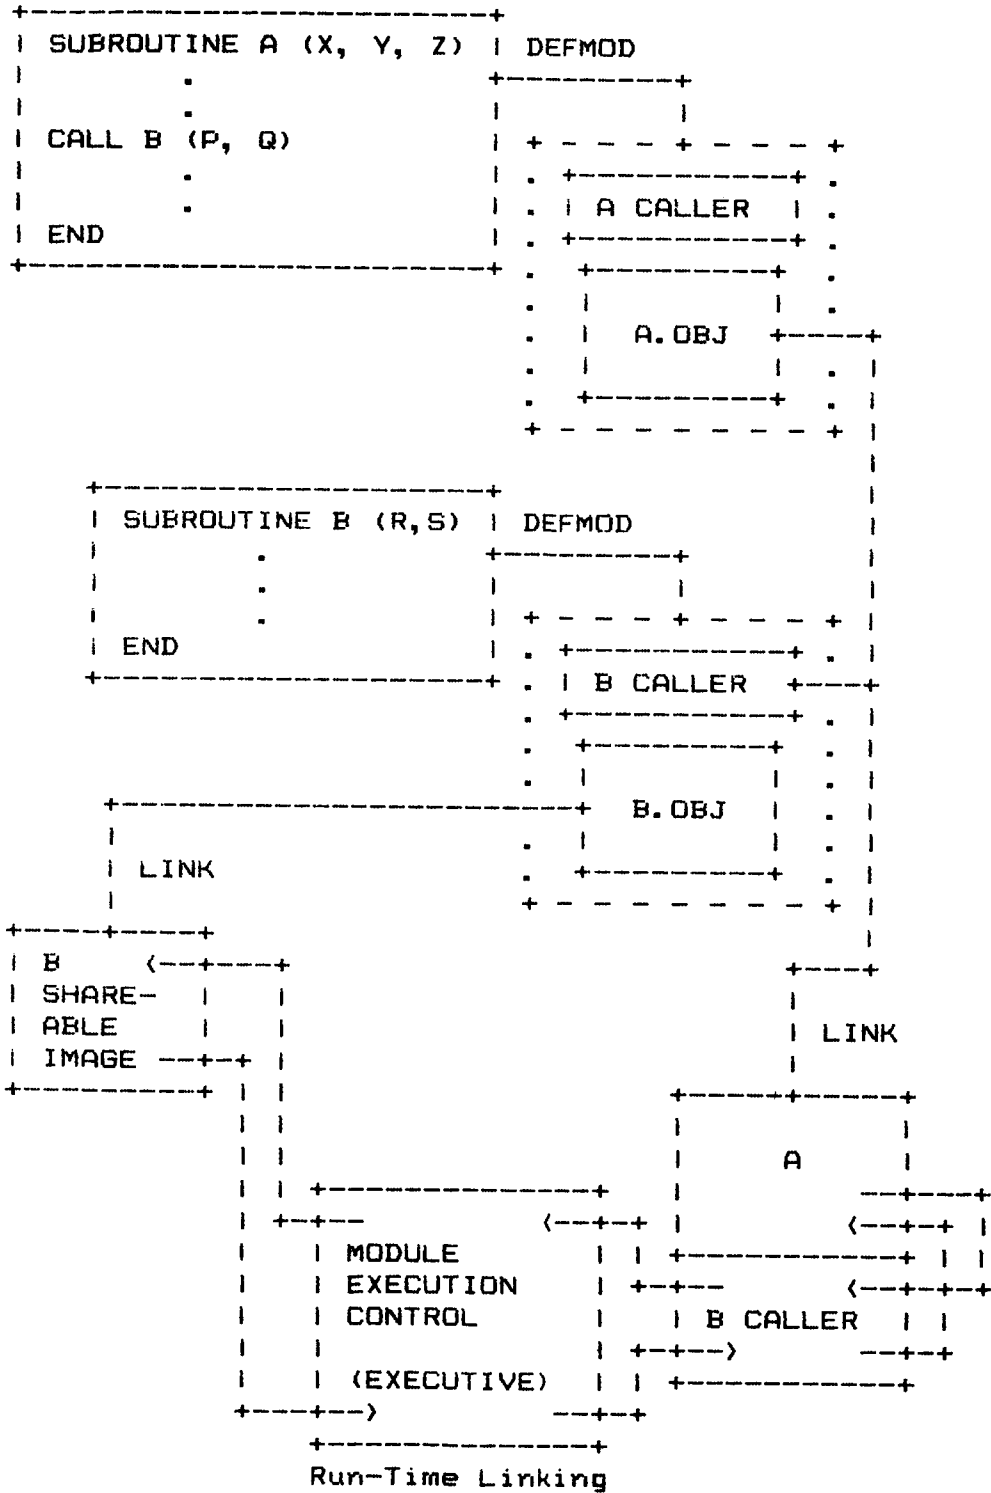 SUBROUTINE A (X, Y, Z)
DEFMOD
CALL B (P, Q)
END
A CALLER
A.OBJ
SUBROUTINE B (R,S)
DEFMOD
END
B CALLER
B.OBJ
LINK
B
SHARE-
ABLE
IMAGE
LINK
A
MODULE
EXECUTION
CONTROL
(EXECUTIVE)
B CALLER
Run-Time Linking